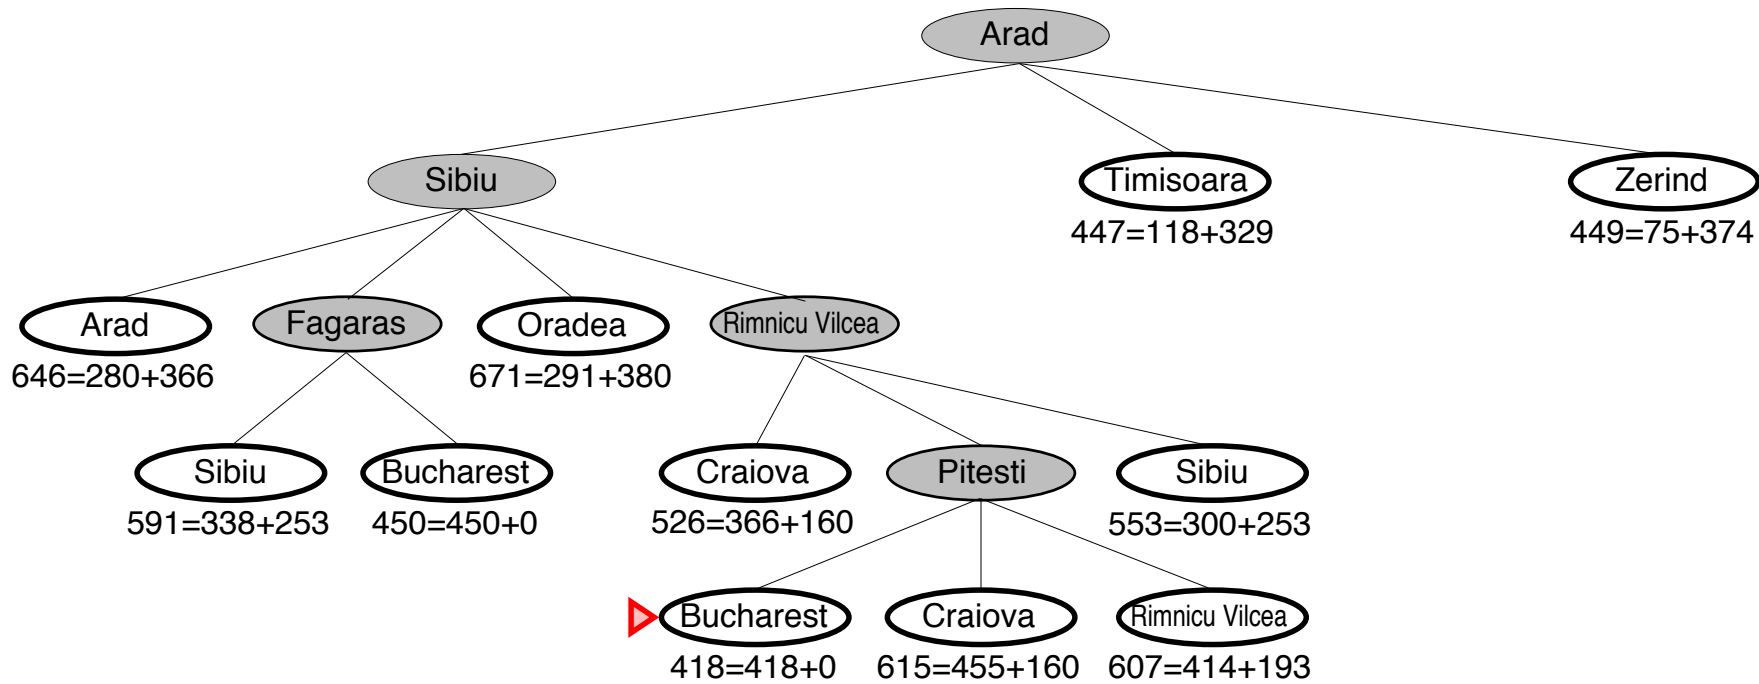 Arad
Sibiu
Timisoara
Zerind
447=118+329
449=75+374
Arad
Fagaras
Oradea
Rimnicu Vilcea
646=280+366
671=291+380
Sibiu
Bucharest
Craiova
Pitesti
Sibiu
591=338+253
450=450+0
526=366+160
553=300+253
Bucharest
Craiova
Rimnicu Vilcea
418=418+0
615=455+160
607=414+193